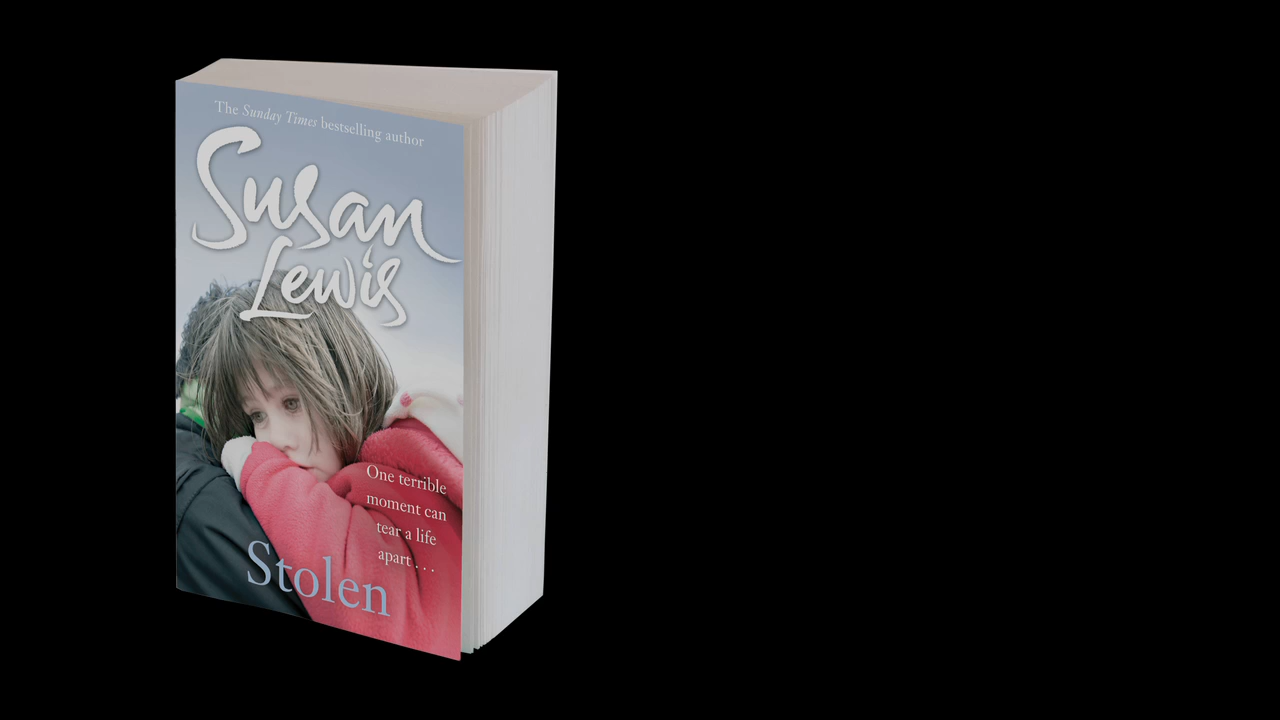 The Sunday Times bestselling author
Susan
Lewis
One terrible
moment can
tear a life
apart . . .
Stolen